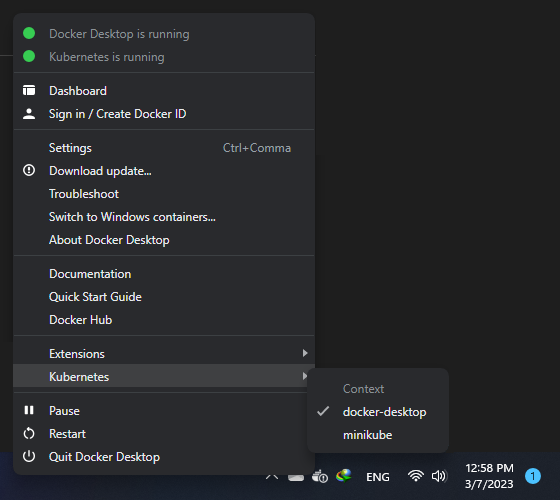 Docker Desktop is running
Kubernetes is running
Dashboard
Sign in / Create Docker ID
Settings Ctrl+Comma
Download update...
Troubleshoot
Switch to Windows containers...
About Docker Desktop
Documentation
Quick Start Guide
Docker Hub
Extensions
Kubernetes
Context
docker-desktop
minikube
Pause
Restart
Quit Docker Desktop
ENG
12:58 PM
3/7/2023
1